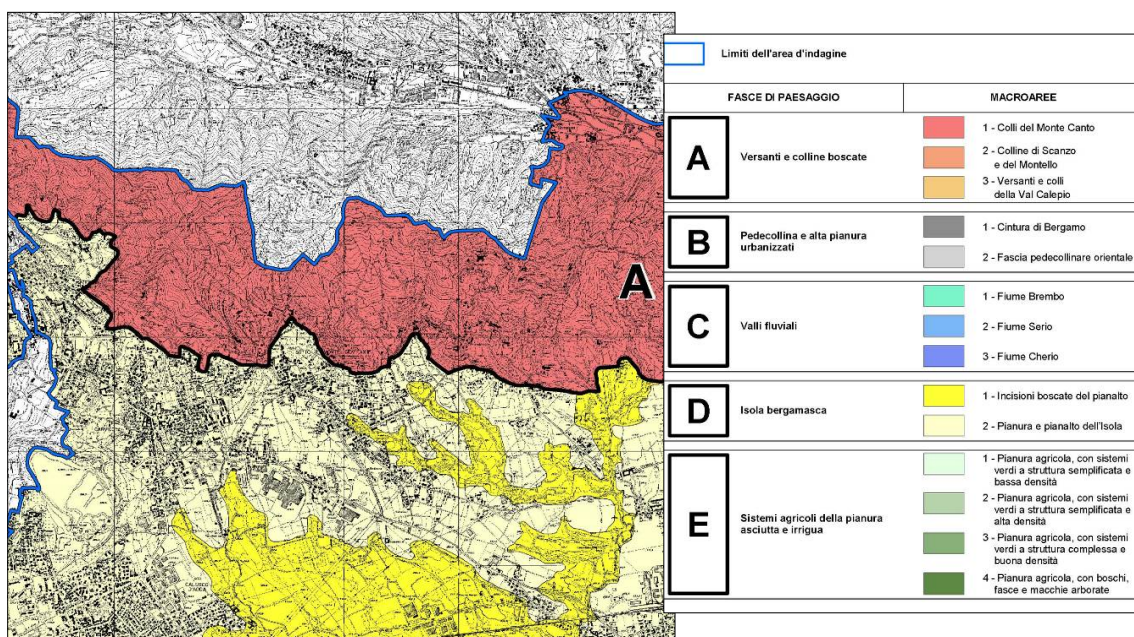 Limiti dell'area d'indagine
FASCE DI PAESAGGIO
MACROAREE
A
Versanti e colline boscate
1 - Colli del Monte Canto
2 - Colline di Scanzo
e del Montello
3 - Versanti e colli
della Val Calepio
B
Pedecollina e alta pianura
urbanizzati
1 - Cintura di Bergamo
2 - Fascia pedecollinare orientale
C
Valli fluviali
1 - Fiume Brembo
2 - Fiume Serio
3 - Fiume Cherio
D
Isola bergamasca
1 - Incisioni boscate del pianalto
2 - Pianura e pianalto dell'Isola
E
Sistemi agricoli della pianura
asciutta e irrigua
1 - Pianura agricola, con sistemi
verdi a struttura semplificata e
bassa densità
2 - Pianura agricola, con sistemi
verdi a struttura semplificata e
alta densità
3 - Pianura agricola, con sistemi
verdi a struttura complessa e
buona densità
4 - Pianura agricola, con boschi,
fasce e macchie arborate
A